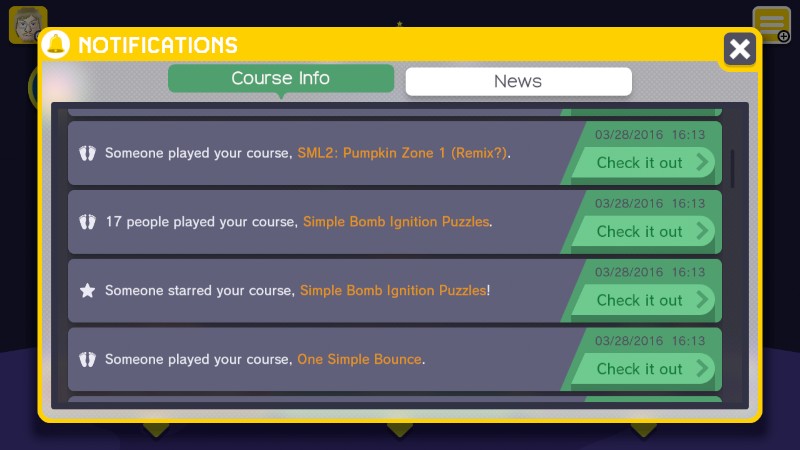 NOTIFICATIONS
Course Info
News
03/28/2016 16:13
Someone played your course, SML2: Pumpkin Zone 1 (Remix?).
Check it out
03/28/2016 16:13
17 people played your course, Simple Bomb Ignition Puzzles.
Check it out
03/28/2016 16:13
Someone starred your course, Simple Bomb Ignition Puzzles!
Check it out
03/28/2016 16:13
Someone played your course, One Simple Bounce.
Check it out